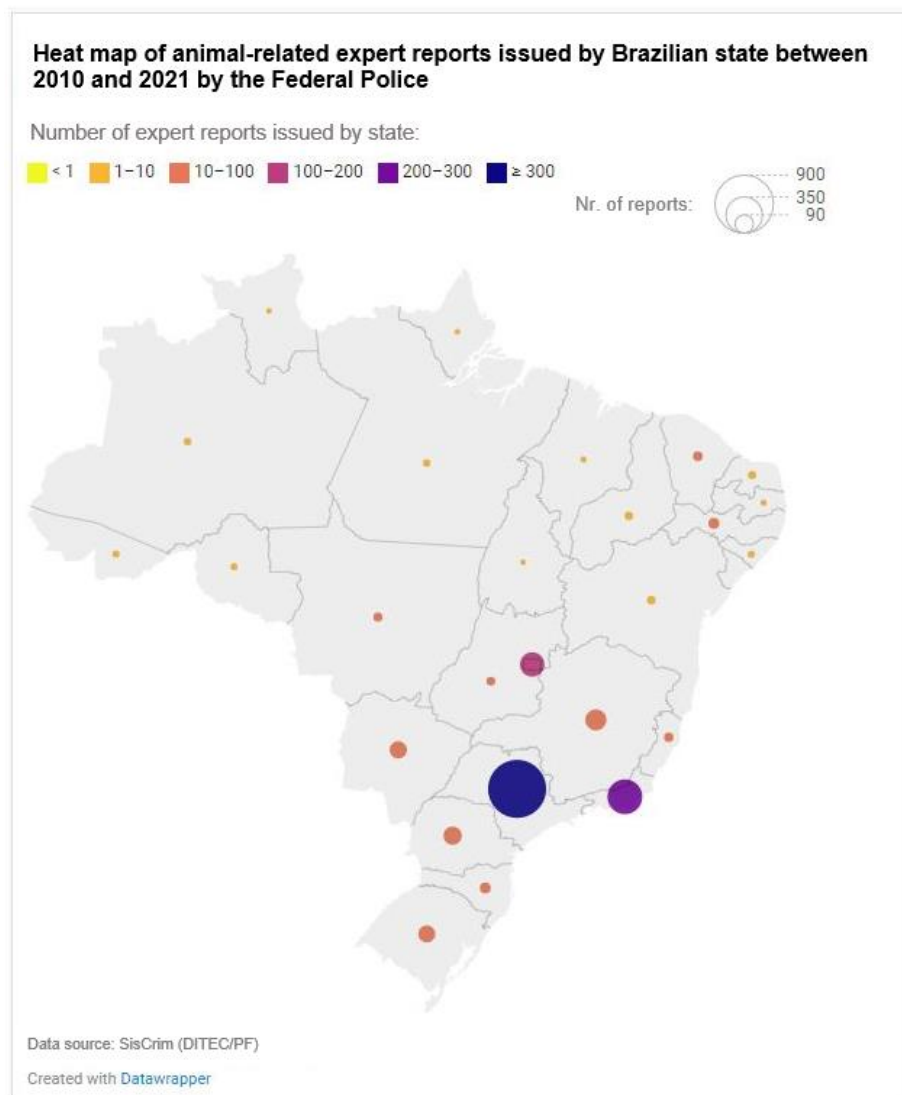 Heat map of animal-related expert reports issued by Brazilian state between
2010 and 2021 by the Federal Police
Number of expert reports issued by state:
< 1 1–10 10–100 100–200 200–300 ≥ 300
Nr. of reports:
900
350
90
Data source: SisCrim (DITEC/PF)
Created with Datawrapper